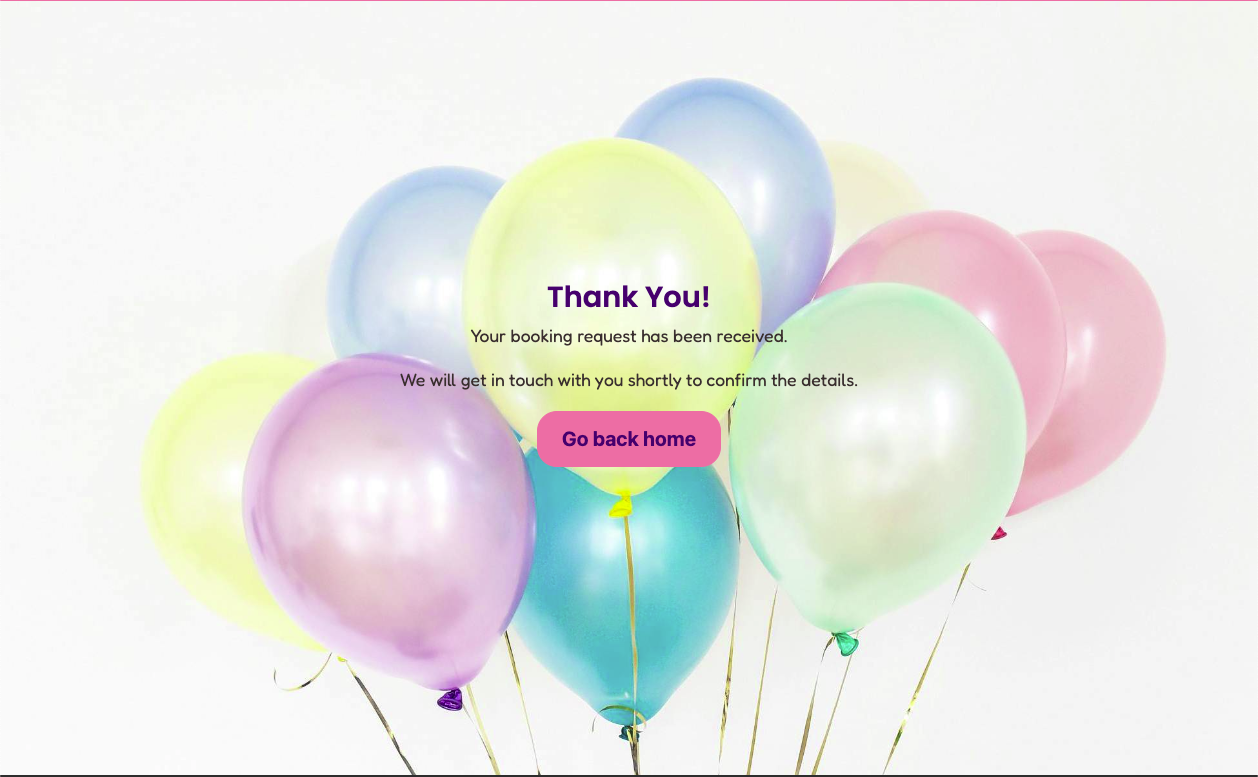 Thank You!
Your booking request has been received.
We will get in touch with you shortly to confirm the details.
Go back home